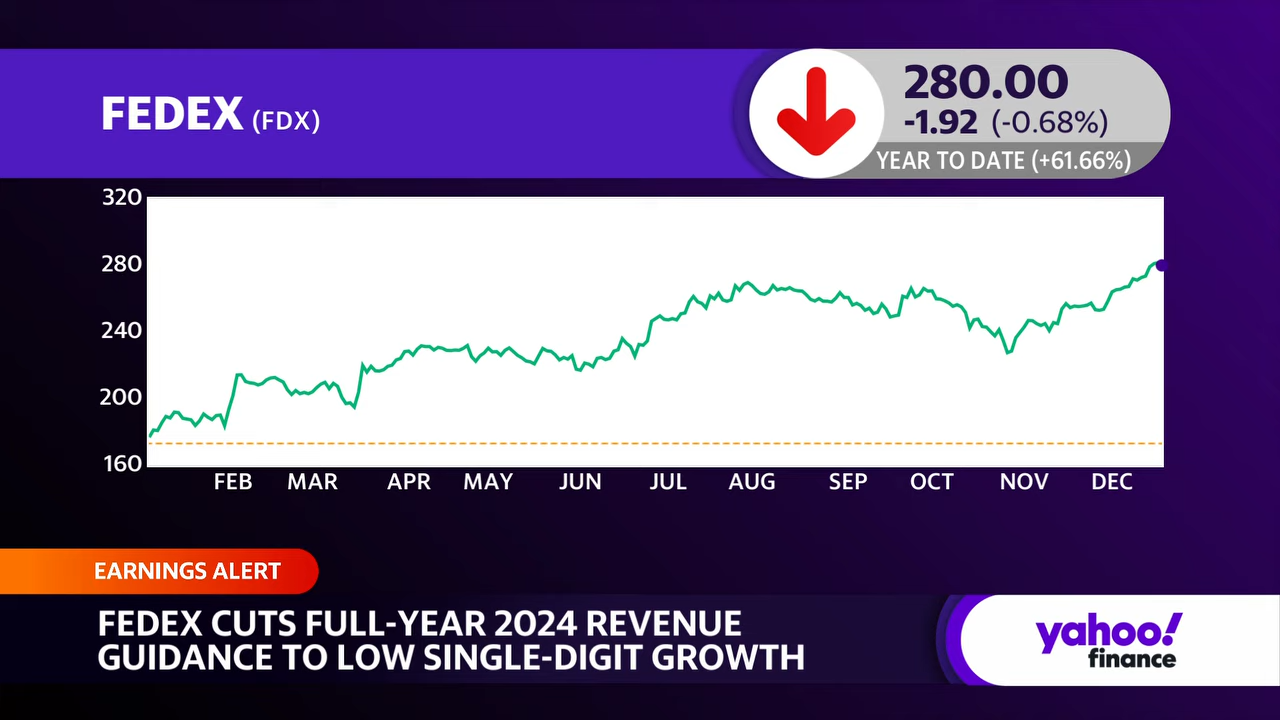 FEDEX (FDX)
280.00
-1.92 (-0.68%)
YEAR TO DATE (+61.66%)
320
280
240
200
160
FEB MAR APR MAY JUN JUL AUG SEP OCT NOV DEC
EARNINGS ALERT
FEDEX CUTS FULL-YEAR 2024 REVENUE
GUIDANCE TO LOW SINGLE-DIGIT GROWTH
yahoo!
finance